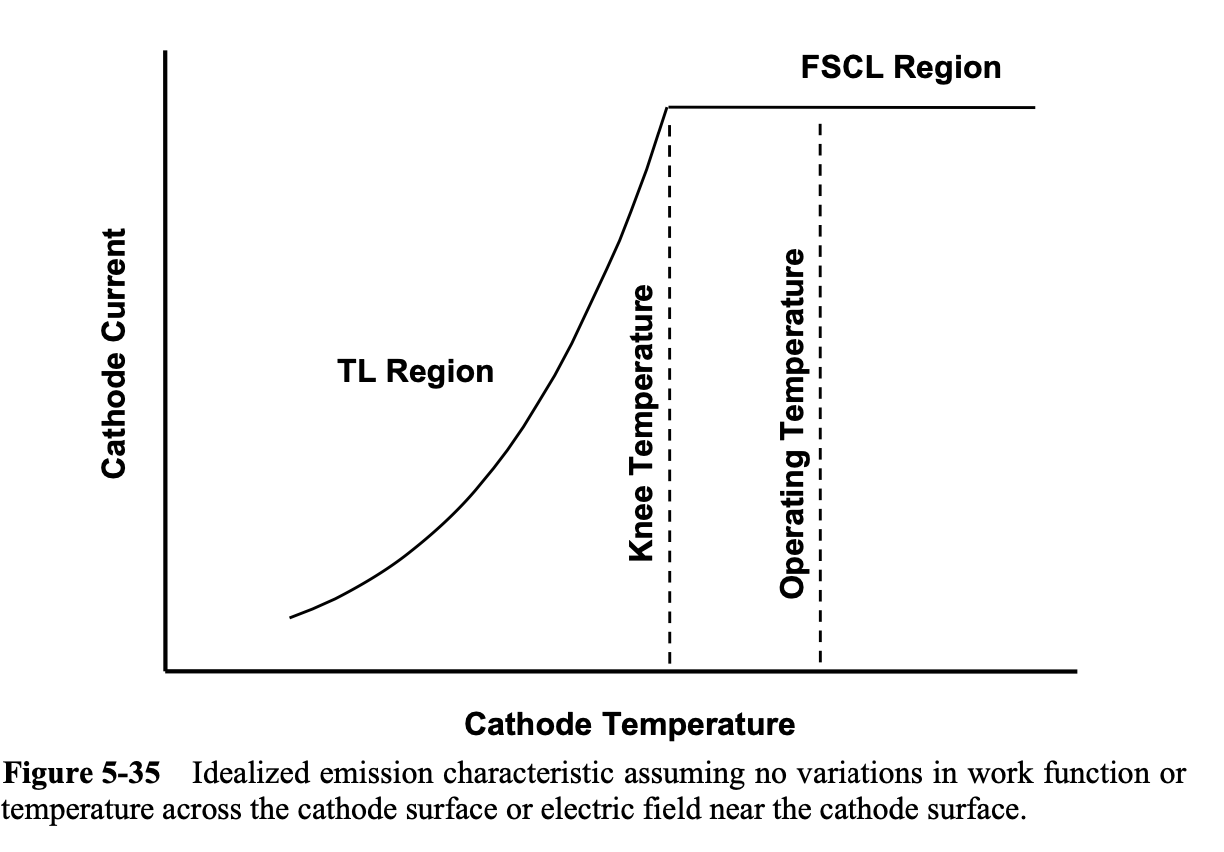 FSCL Region
Cathode Current
TL Region
Knee Temperature
Operating Temperature
Cathode Temperature
Figure 5-35 Idealized emission characteristic assuming no variations in work function or
temperature across the cathode surface or electric field near the cathode surface.